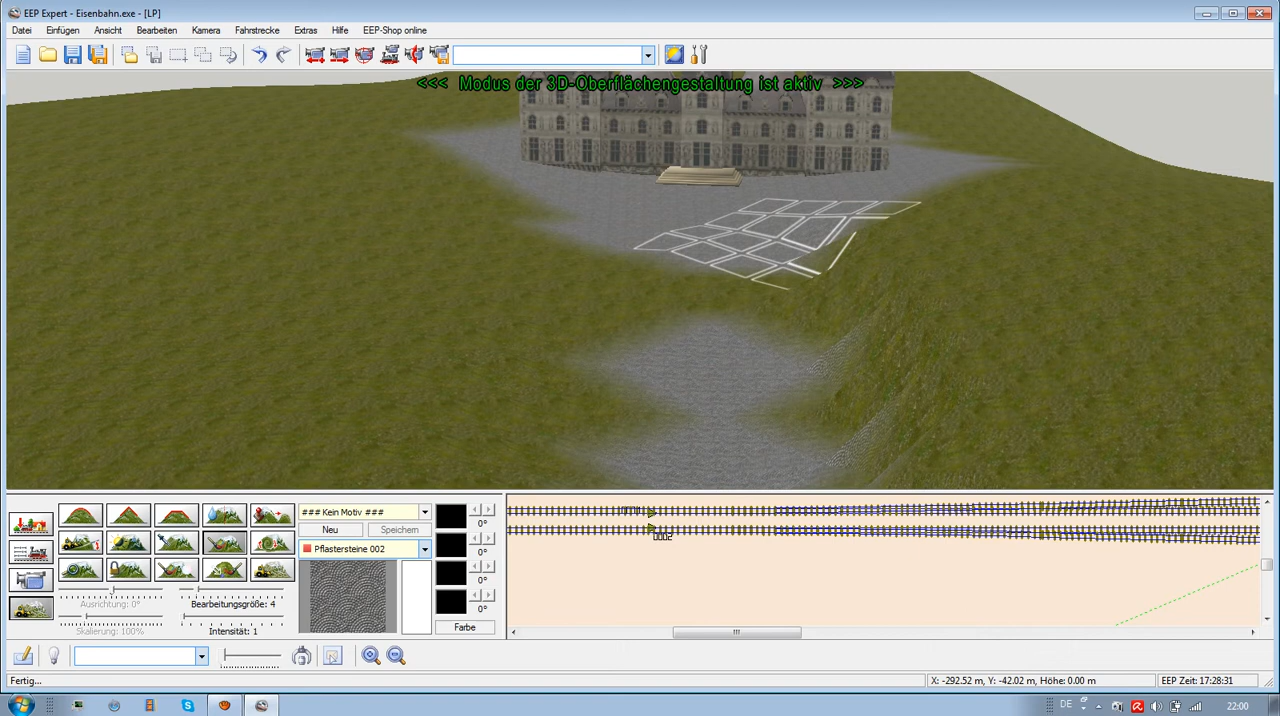 EEP Expert - Eisenbahn.exe - [LP]
Datei Einfügen Ansicht Bearbeiten Kamera Fahrstrecke Extras Hilfe EEP-Shop online
<<< Modus der 3D-Oberflächengestaltung ist aktiv >>>
### Kein Motiv ###
0°
Neu Speichern
Pflastersteine 002
0°
0°
0°
Ausrichtung: 0° Bearbeitungsgröße: 4
Skalierung: 100% Intensität: 1
Farbe
0002
Fertig...
X: -292.52 m, Y: -42.02 m, Höhe: 0.00 m
EEP Zeit: 17:28:31
DE
22:00